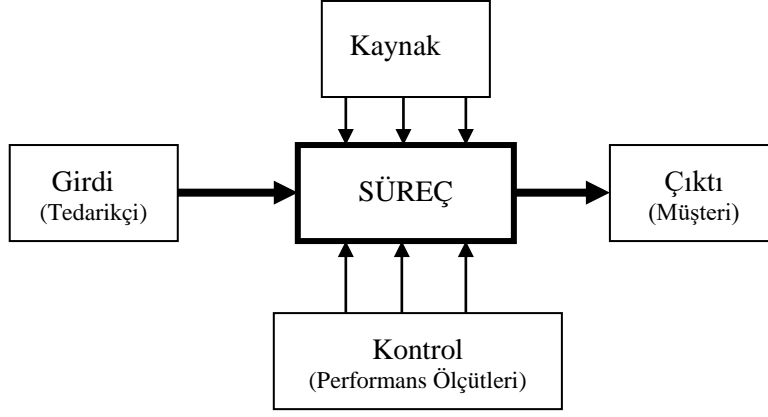 Kaynak
Girdi
(Tedarikçi)
SÜREÇ
Çıktı
(Müşteri)
Kontrol
(Performans Ölçütleri)